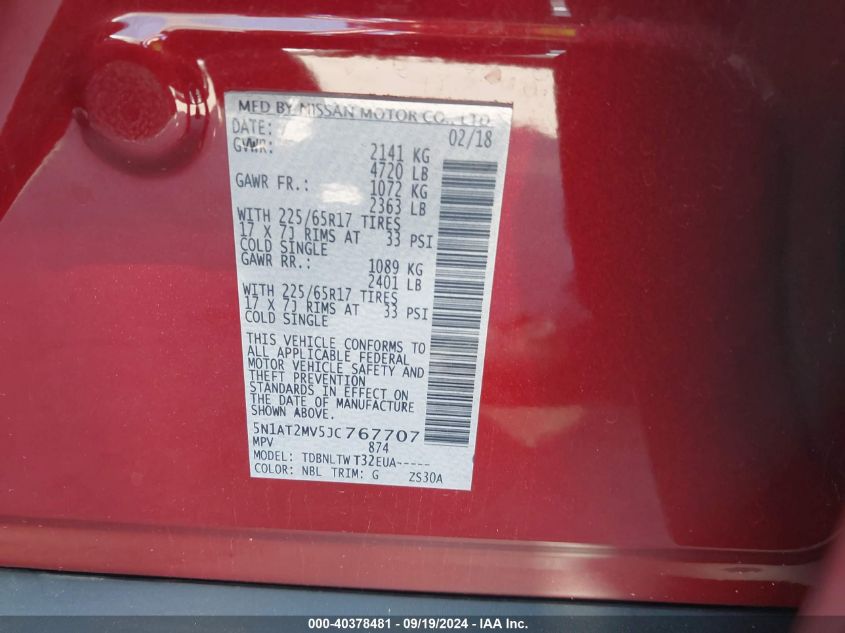 MED BY NISSAN MOTOR CO., LTD
DATE: 02/18
GVWR: 2141 KG
4720 LB
GAWR FR.: 1072 KG
2363 LB
WITH 225/65R17 TIRES
17 X 7J RIMS AT 33 PSI
COLD SINGLE
GAWR RR.: 1089 KG
2401 LB
WITH 225/65R17 TIRES
17 X 7J RIMS AT 33 PSI
COLD SINGLE
THIS VEHICLE CONFORMS TO
ALL APPLICABLE FEDERAL
MOTOR VEHICLE SAFETY AND
THEFT PREVENTION
STANDARDS IN EFFECT ON
THE DATE OF MANUFACTURE
SHOWN ABOVE.
5N1AT2MV5JC767707
MPV 874
MODEL: TDBNLTW T32EUA-----
COLOR: NBL TRIM: G ZS30A
000-40378481 - 09/19/2024 - IAA Inc.